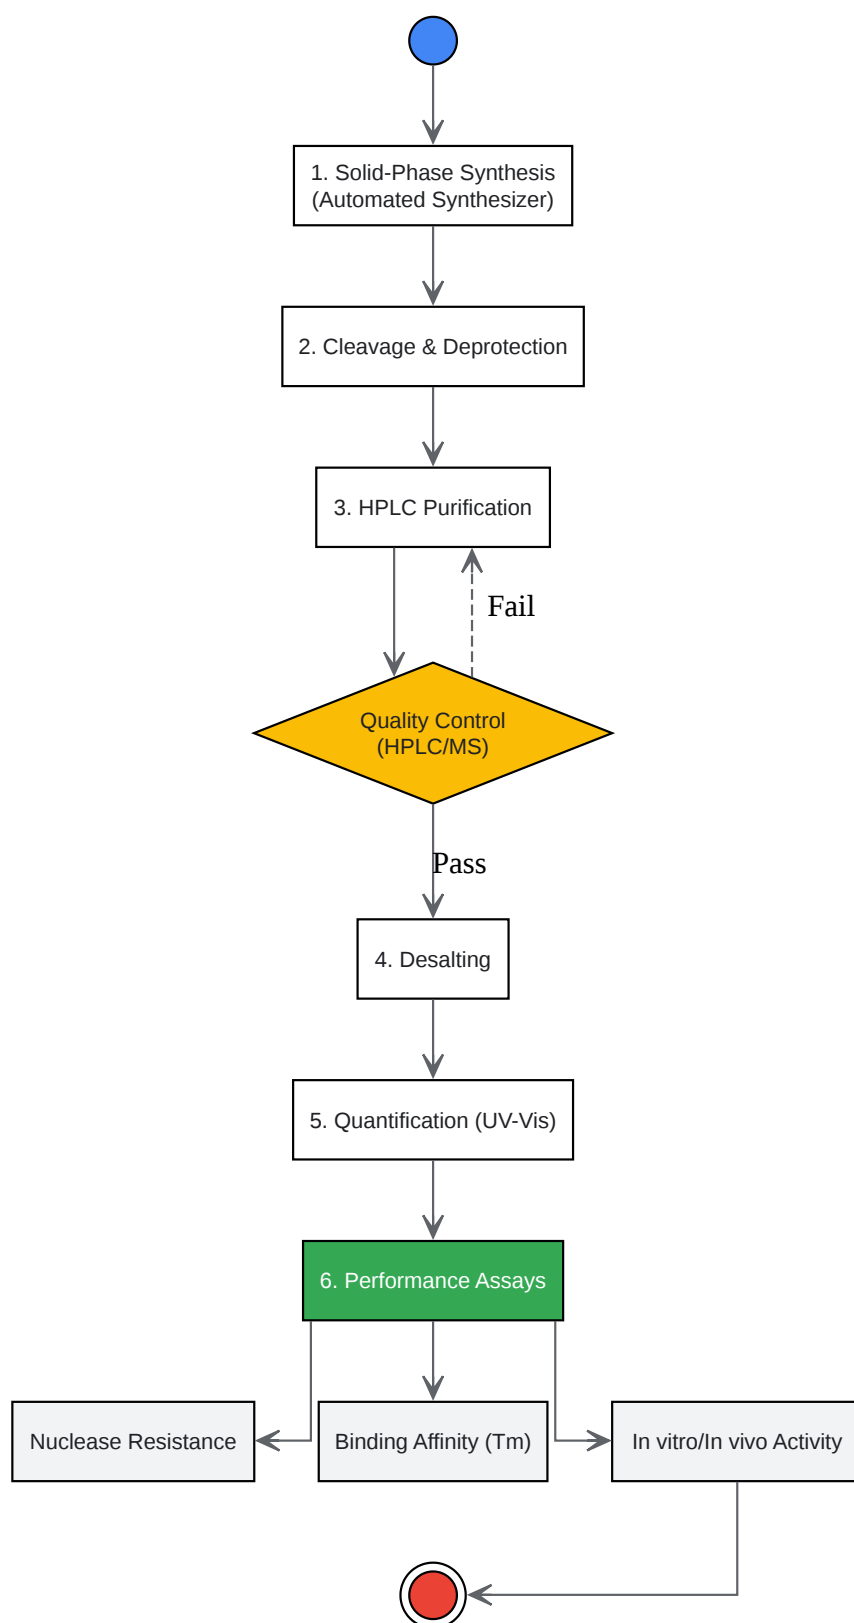 1. Solid-Phase Synthesis
(Automated Synthesizer)
2. Cleavage & Deprotection
3. HPLC Purification
Fail
Quality Control
(HPLC/MS)
Pass
4. Desalting
5. Quantification (UV-Vis)
6. Performance Assays
Nuclease Resistance
Binding Affinity (Tm)
In vitro/In vivo Activity